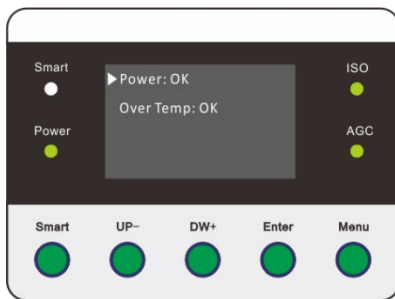 Smart
ISO
Power: OK
Over Temp: OK
Power
AGC
Smart
UP-
DW+
Enter
Menu